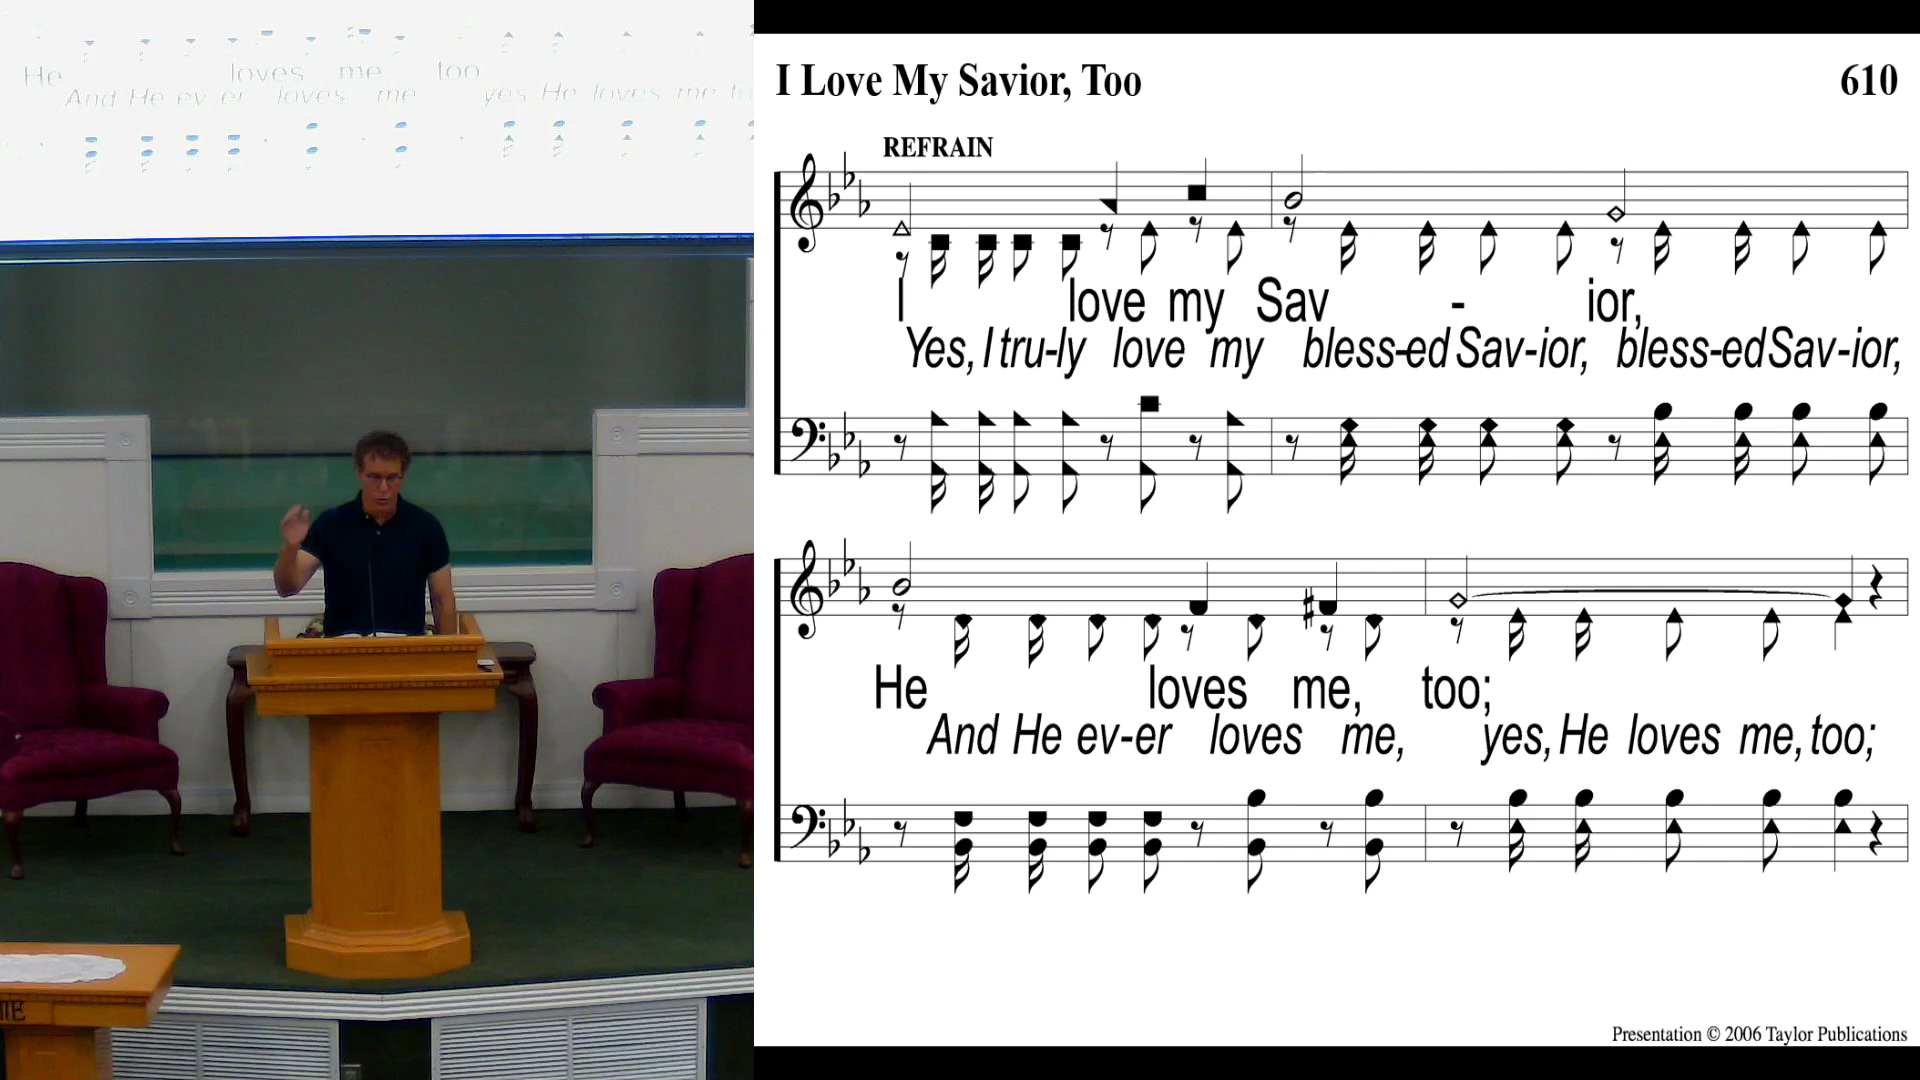 He loves me too
And He ev er loves me yes He loves me
I Love My Savior, Too
610
REFRAIN
I love my Sav - ior,
Yes, I tru-ly love my bless-ed Sav-ior, bless-ed Sav-ior,
He loves me, too;
And He ev-er loves me, yes, He loves me, too;
Presentation © 2006 Taylor Publications